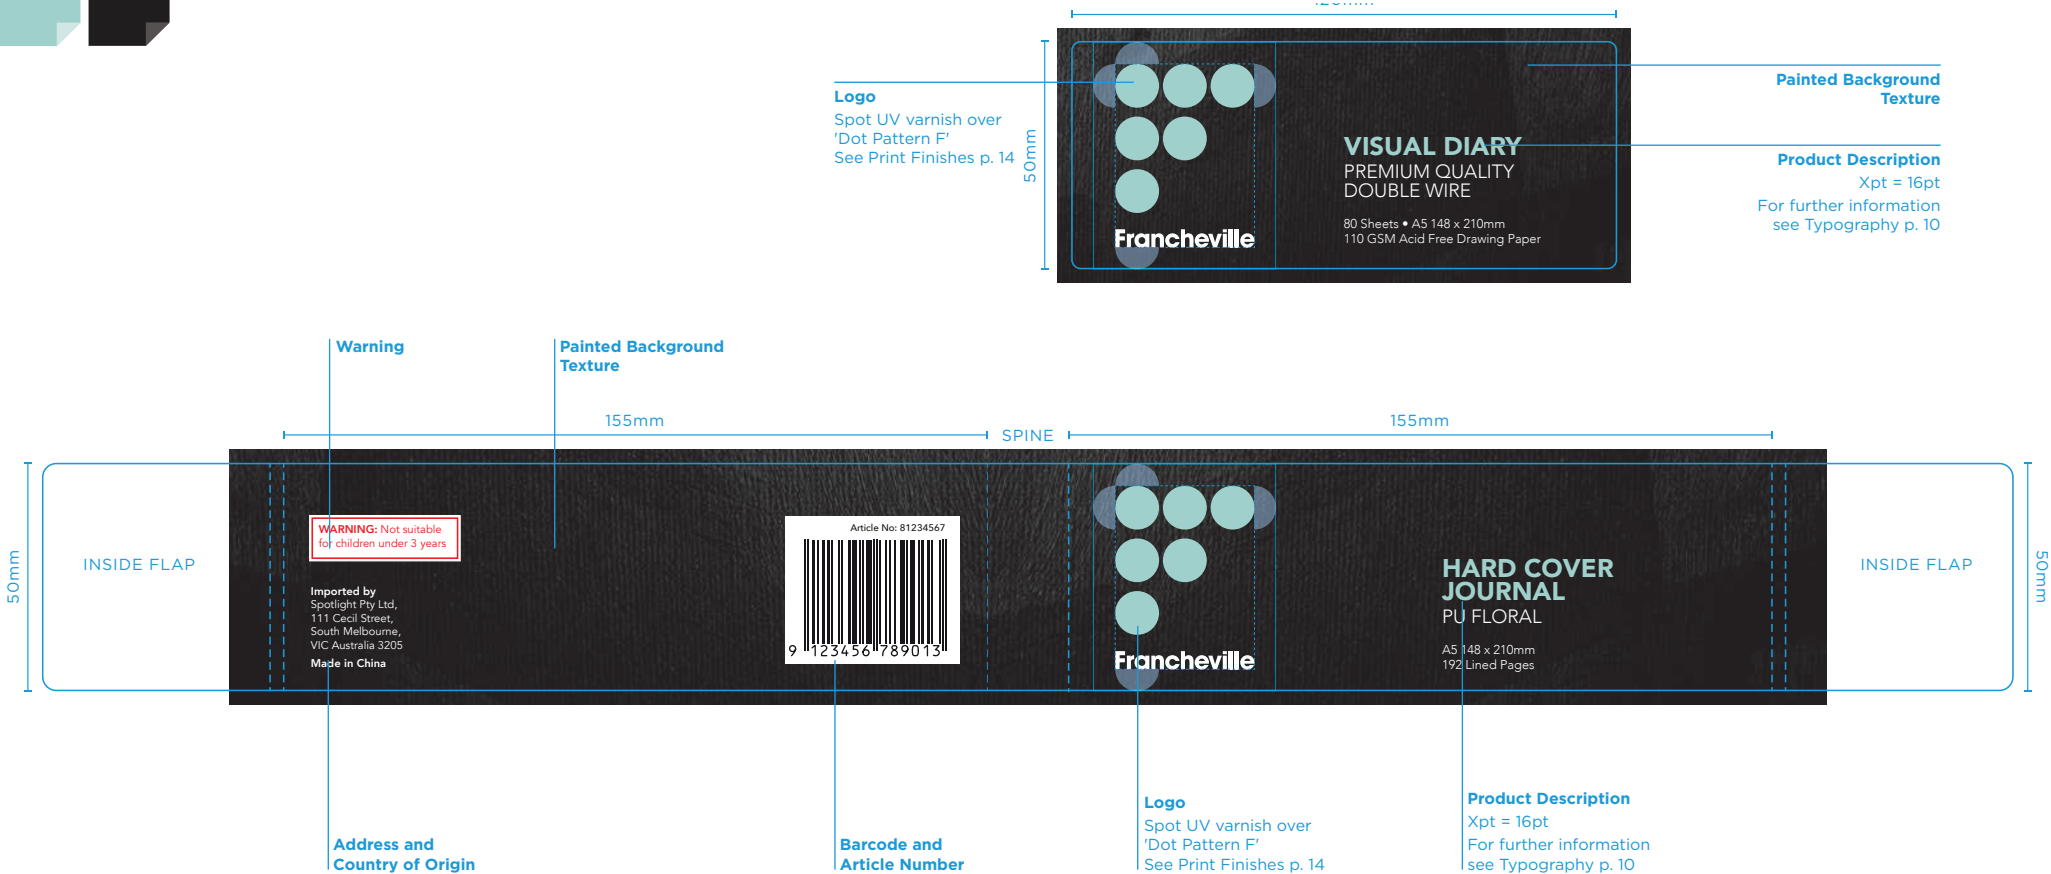 Logo
Spot UV varnish over
'Dot Pattern F'
See Print Finishes p. 14
50mm
Francheville
VISUAL DIARY
PREMIUM QUALITY
DOUBLE WIRE
80 Sheets • A5 148 x 210mm
110 GSM Acid Free Drawing Paper
Painted Background
Texture
Product Description
Xpt = 16pt
For further information
see Typography p. 10
Warning
Painted Background
Texture
155mm
SPINE
155mm
50mm
INSIDE FLAP
WARNING: Not suitable
for children under 3 years
Imported by
Spotlight Pty Ltd,
111 Cecil Street,
South Melbourne,
VIC Australia 3205
Made in China
Article No: 81234567
9 123456 789013
Francheville
HARD COVER
JOURNAL
PU FLORAL
A5 148 x 210mm
192 Lined Pages
INSIDE FLAP
50mm
Address and
Country of Origin
Barcode and
Article Number
Logo
Spot UV varnish over
'Dot Pattern F'
See Print Finishes p. 14
Product Description
Xpt = 16pt
For further information
see Typography p. 10